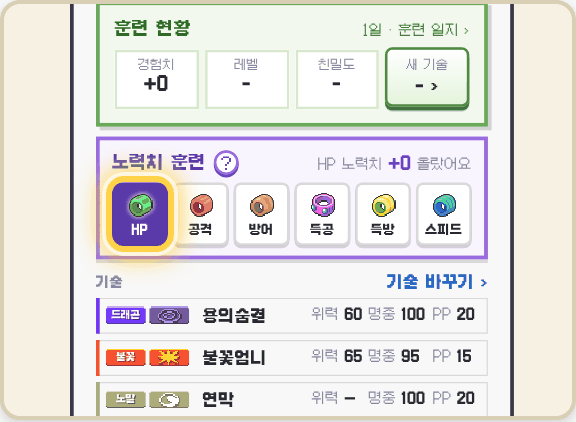 훈련 현황 1일 · 훈련 일지 ›
경험치 레벨 친밀도 새 기술
+0 - - - ›
노력치 훈련 ? HP 노력치 +0 올랐어요
HP 공격 방어 특공 특방 스피드
기술 기술 바꾸기 ›
드래곤 용의숨결 위력 60 명중 100 PP 20
불꽃 불꽃엄니 위력 65 명중 95 PP 15
노말 연막 위력 – 명중 100 PP 20